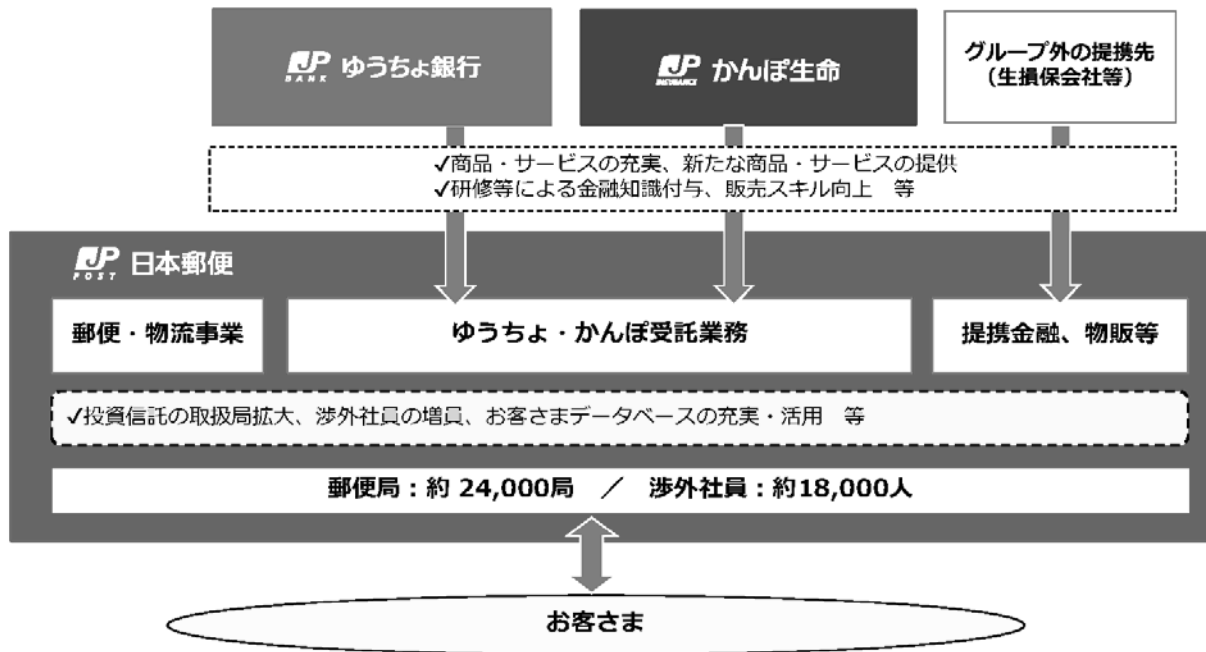 JP BANK ゆうちょ銀行
JP INSURANCE かんぽ生命
グループ外の提携先
(生損保会社等)
✓商品・サービスの充実、新たな商品・サービスの提供
✓研修等による金融知識付与、販売スキル向上　等
JP POST 日本郵便
郵便・物流事業
ゆうちょ・かんぽ受託業務
提携金融、物販等
✓投資信託の取扱局拡大、渉外社員の増員、お客さまデータベースの充実・活用　等
郵便局：約 24,000局　／　渉外社員：約18,000人
お客さま